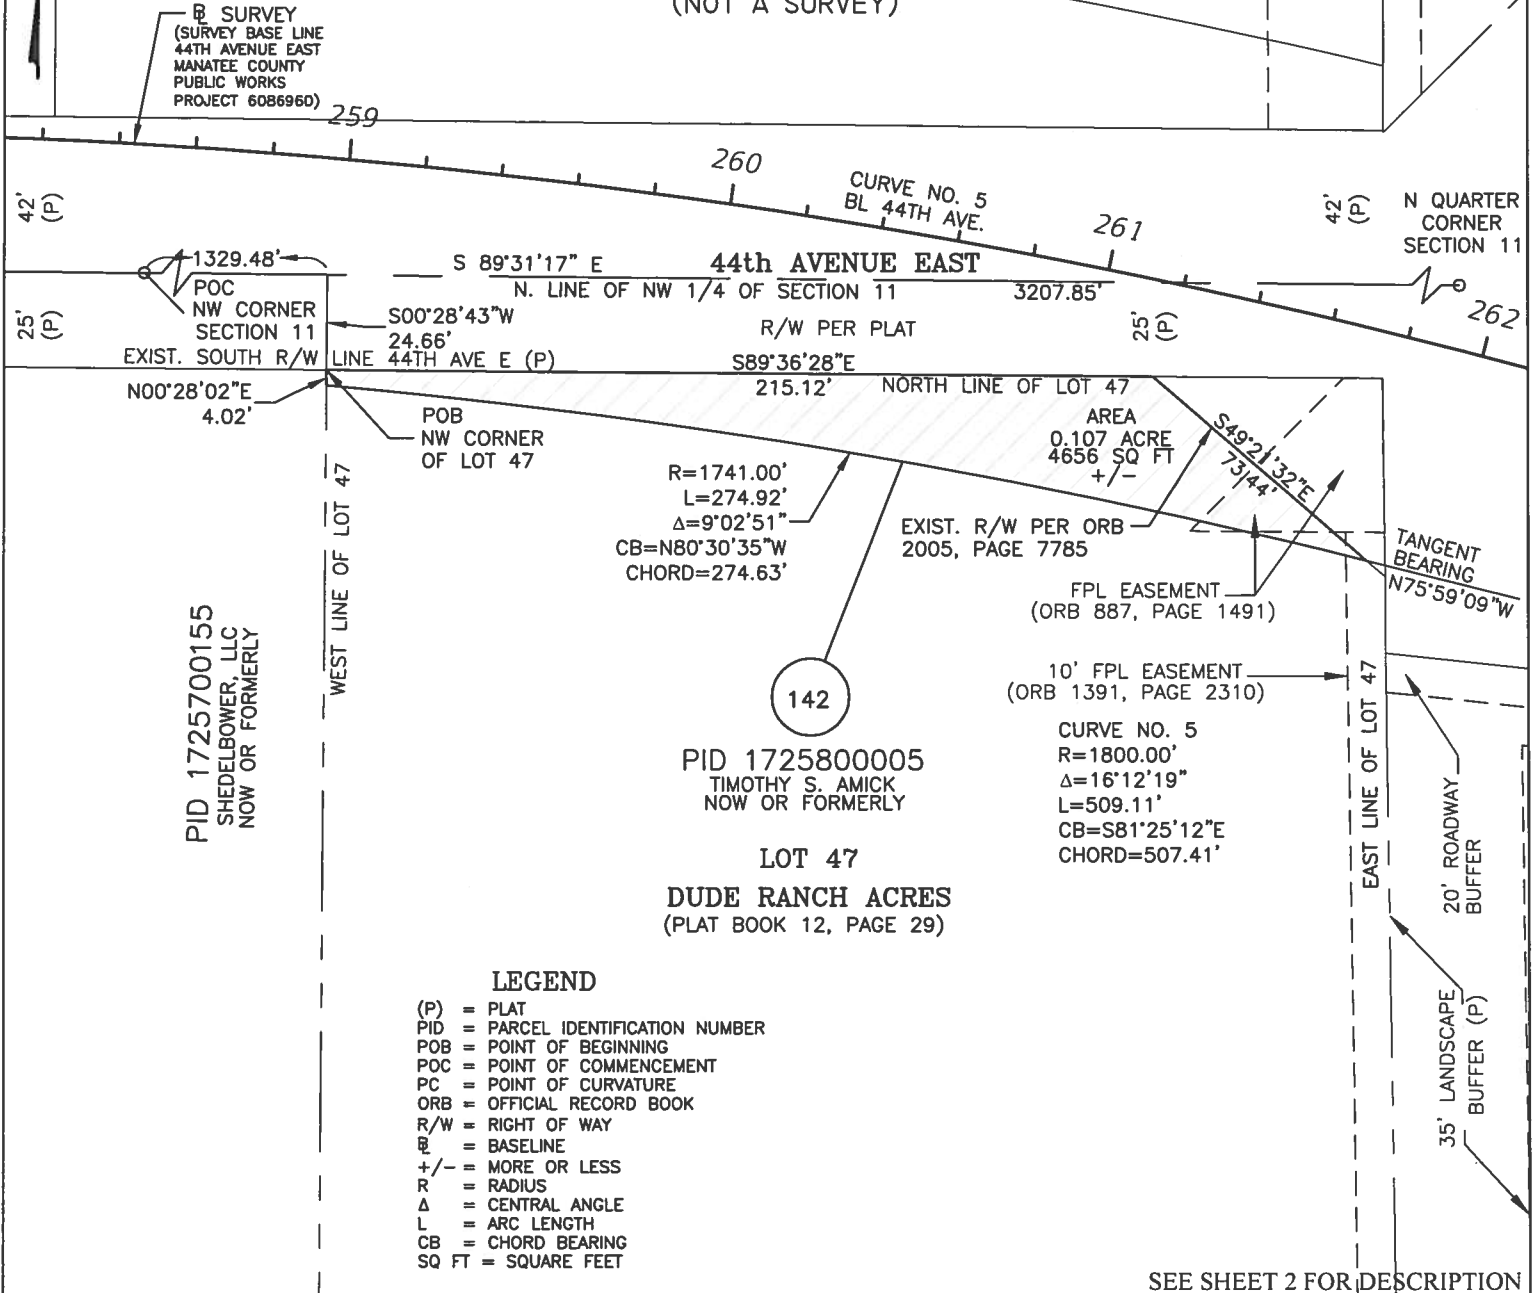 (NOT A SURVEY)
B̵L SURVEY
(SURVEY BASE LINE
44TH AVENUE EAST
MANATEE COUNTY
PUBLIC WORKS
PROJECT 6086960)
259
260
261
262
CURVE NO. 5
BL 44TH AVE.
42'
(P)
42'
(P)
N QUARTER
CORNER
SECTION 11
1329.48'
S 89°31'17" E
44th AVENUE EAST
N. LINE OF NW 1/4 OF SECTION 11
3207.85'
POC
NW CORNER
SECTION 11
25'
(P)
S00°28'43"W
24.66'
R/W PER PLAT
25'
(P)
EXIST. SOUTH R/W LINE 44TH AVE E (P)
S89°36'28"E
215.12'
NORTH LINE OF LOT 47
N00°28'02"E
4.02'
POB
NW CORNER
OF LOT 47
AREA
0.107 ACRE
4656 SQ FT
+/-
S49°21'32"E
73.44'
R=1741.00'
L=274.92'
Δ=9°02'51"
CB=N80°30'35"W
CHORD=274.63'
EXIST. R/W PER ORB
2005, PAGE 7785
TANGENT
BEARING
N75°59'09"W
FPL EASEMENT
(ORB 887, PAGE 1491)
WEST LINE OF LOT 47
PID 1725700155
SHEDELBOWER, LLC
NOW OR FORMERLY
142
10' FPL EASEMENT
(ORB 1391, PAGE 2310)
PID 1725800005
TIMOTHY S. AMICK
NOW OR FORMERLY
CURVE NO. 5
R=1800.00'
Δ=16°12'19"
L=509.11'
CB=S81°25'12"E
CHORD=507.41'
EAST LINE OF LOT 47
20' ROADWAY
BUFFER
LOT 47
DUDE RANCH ACRES
(PLAT BOOK 12, PAGE 29)
35' LANDSCAPE
BUFFER (P)
LEGEND
(P) = PLAT
PID = PARCEL IDENTIFICATION NUMBER
POB = POINT OF BEGINNING
POC = POINT OF COMMENCEMENT
PC = POINT OF CURVATURE
ORB = OFFICIAL RECORD BOOK
R/W = RIGHT OF WAY
B̵L = BASELINE
+/- = MORE OR LESS
R = RADIUS
Δ = CENTRAL ANGLE
L = ARC LENGTH
CB = CHORD BEARING
SQ FT = SQUARE FEET
SEE SHEET 2 FOR DESCRIPTION